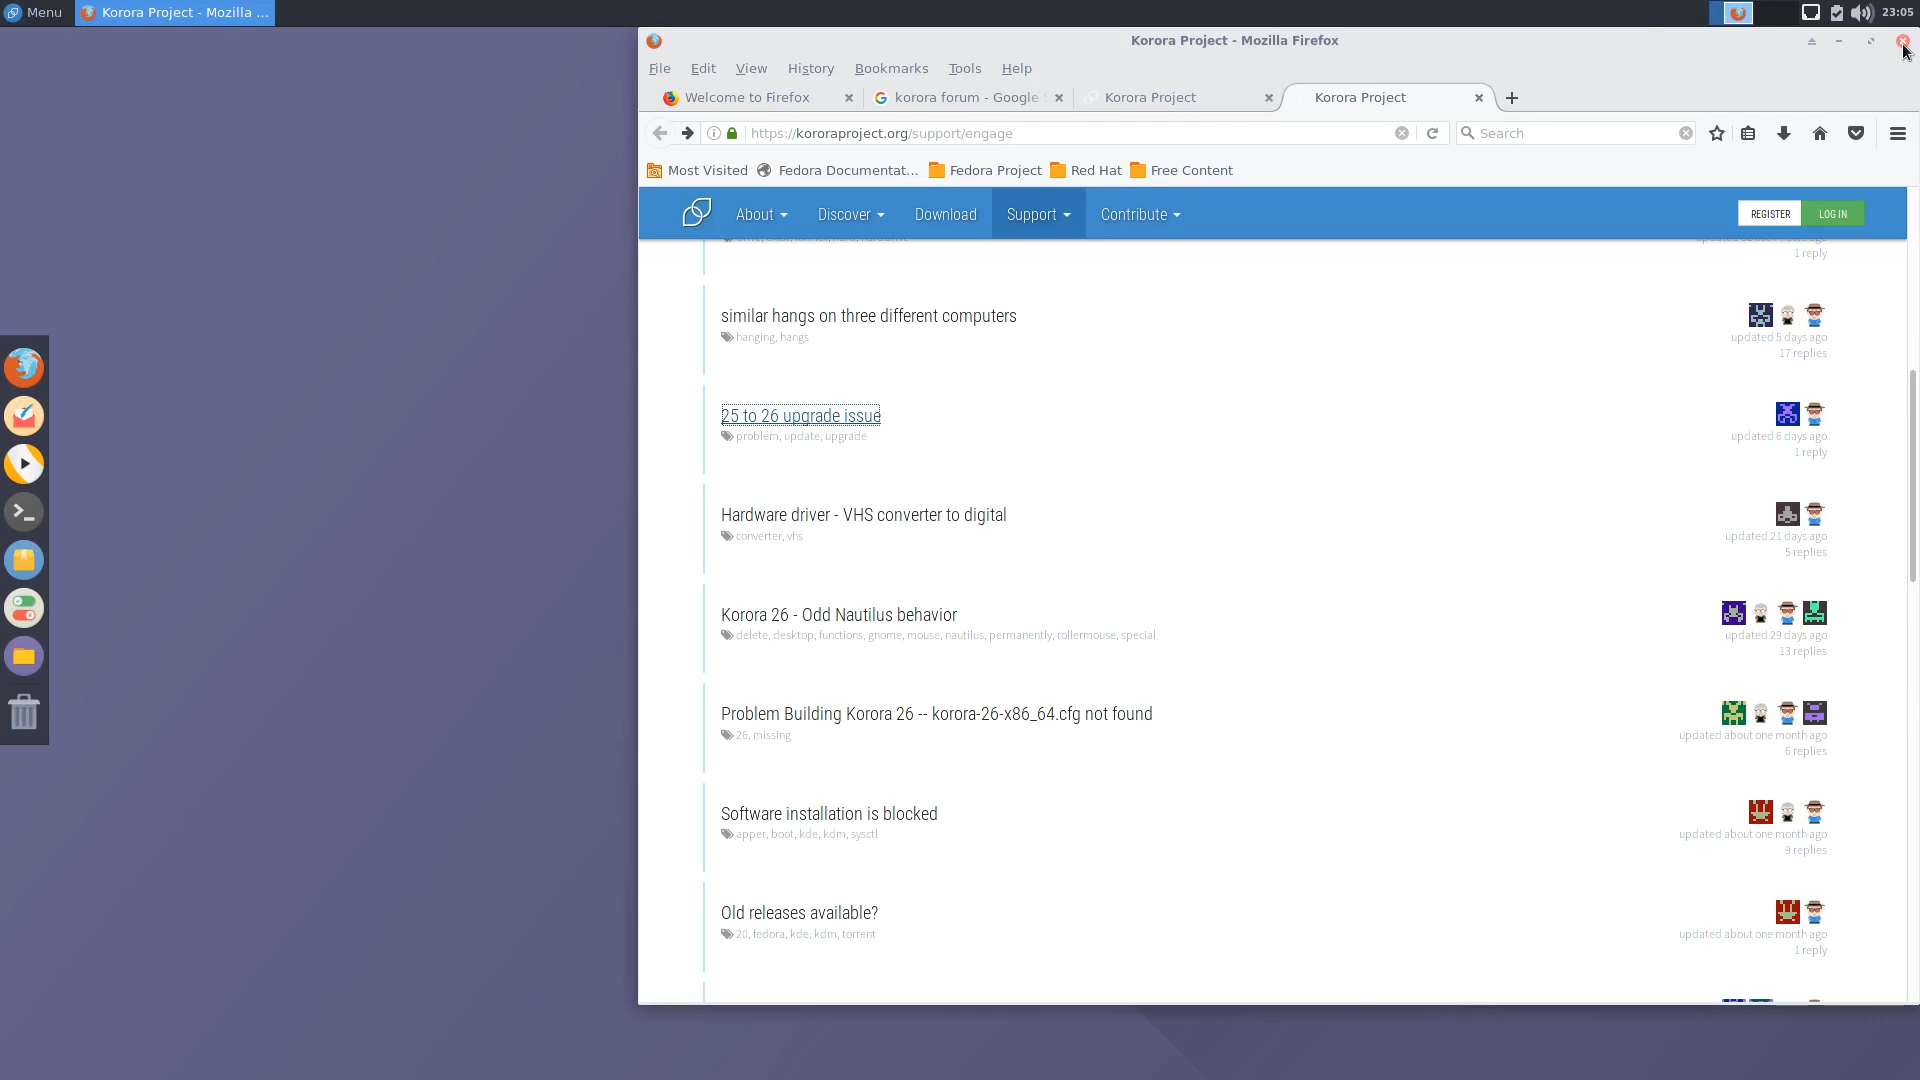 Menu
Korora Project - Mozilla ...
23:05
Korora Project - Mozilla Firefox
File Edit View History Bookmarks Tools Help
Welcome to Firefox
korora forum - Google
Korora Project
Korora Project
https://kororaproject.org/support/engage
Search
Most Visited
Fedora Documentat...
Fedora Project
Red Hat
Free Content
About
Discover
Download
Support
Contribute
REGISTER
LOG IN
1 reply
similar hangs on three different computers
hanging, hangs
updated 5 days ago
17 replies
25 to 26 upgrade issue
problem, update, upgrade
updated 6 days ago
1 reply
Hardware driver - VHS converter to digital
converter, vhs
updated 21 days ago
5 replies
Korora 26 - Odd Nautilus behavior
delete, desktop, functions, gnome, mouse, nautilus, permanently, rollermouse, special
updated 29 days ago
13 replies
Problem Building Korora 26 -- korora-26-x86_64.cfg not found
26, missing
updated about one month ago
6 replies
Software installation is blocked
apper, boot, kde, kdm, sysctl
updated about one month ago
9 replies
Old releases available?
20, fedora, kde, kdm, torrent
updated about one month ago
1 reply